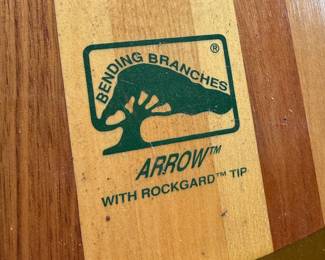 BENDING BRANCHES®
ARROW™
WITH ROCKGARD™ TIP